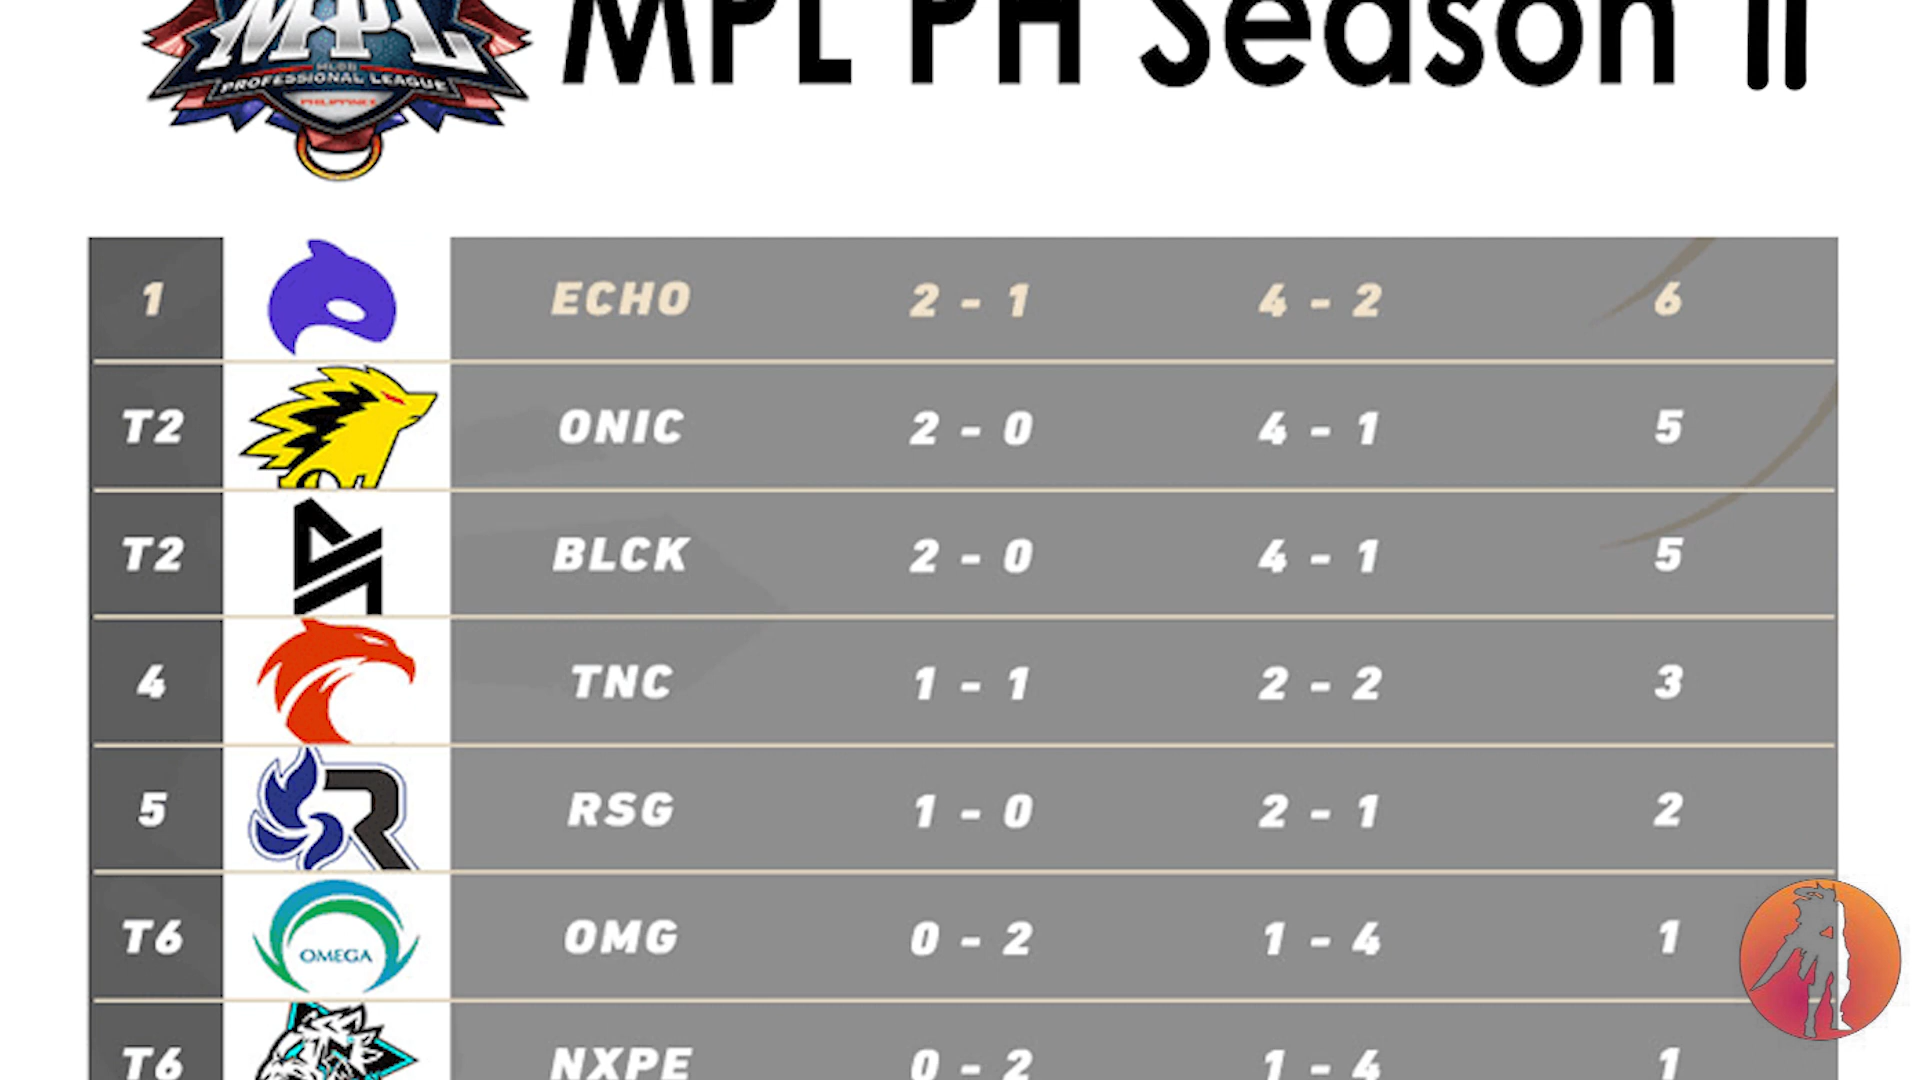 MPL PH Season 11
MPL
MLBB
PROFESSIONAL LEAGUE
PHILIPPINES
1 ECHO 2 - 1 4 - 2 6
T2 ONIC 2 - 0 4 - 1 5
T2 BLCK 2 - 0 4 - 1 5
4 TNC 1 - 1 2 - 2 3
5 RSG 1 - 0 2 - 1 2
T6 OMEGA OMG 0 - 2 1 - 4 1
T6 NXPE 0 - 2 1 - 4 1